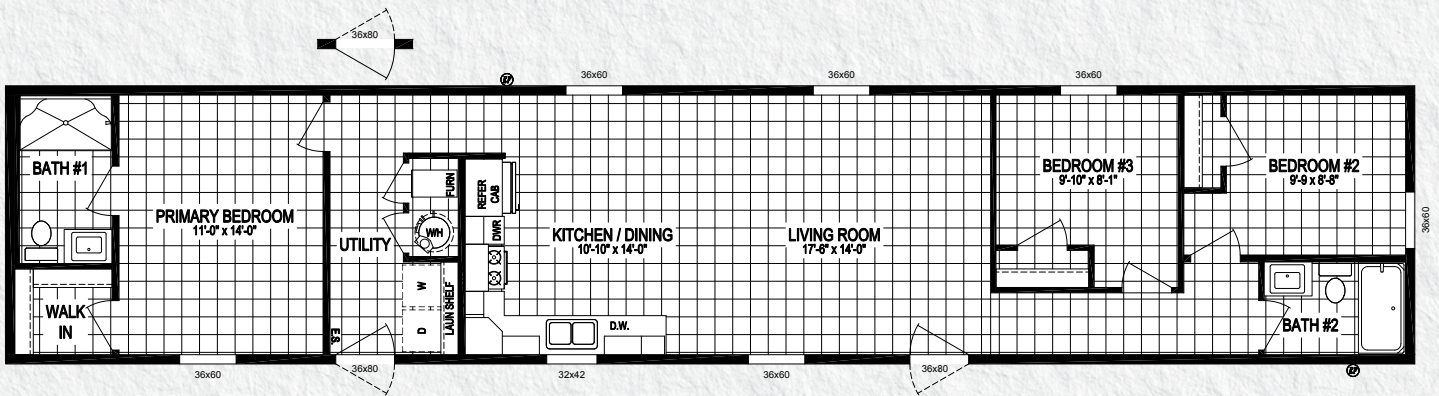 36x80
36x60
36x60
36x60
BATH #1
PRIMARY BEDROOM
11'-0" x 14'-0"
UTILITY
FURN
W/H
REFER
CAB
DWR
KITCHEN / DINING
10'-10" x 14'-0"
LIVING ROOM
17'-6" x 14'-0"
BEDROOM #3
9'-10" x 8'-1"
BEDROOM #2
9'-9 x 8'-8"
36x60
WALK
IN
E.S.
W
D
LAUN SHELF
D.W.
BATH #2
36x60
36x80
32x42
36x60
36x80